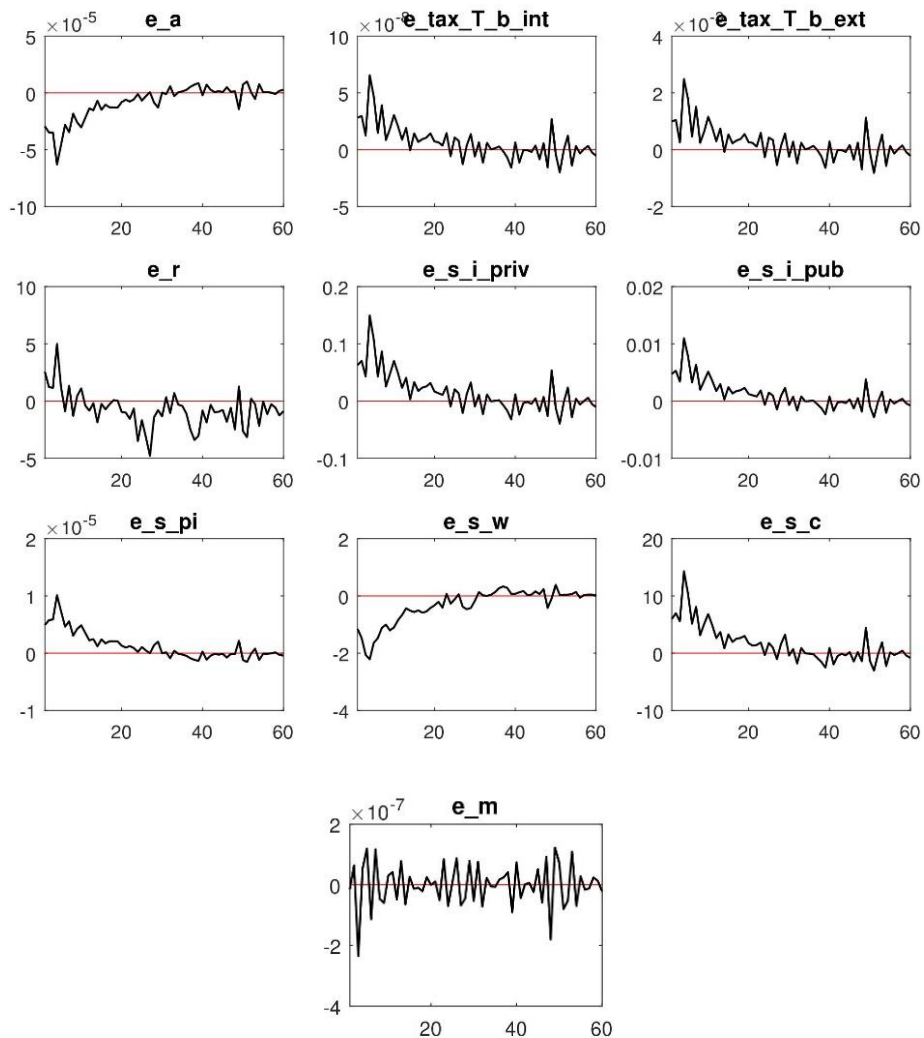 ×10⁻⁵ e_a
5
0
-5
-10
20 40 60
e_tax_T_b_int
10
5
0
-5
20 40 60
e_tax_T_b_ext
4
2
0
-2
20 40 60
e_r
10
5
0
-5
20 40 60
e_s_i_priv
0.2
0.1
0
-0.1
20 40 60
e_s_i_pub
0.02
0.01
0
-0.01
20 40 60
×10⁻⁵ e_s_pi
2
1
0
-1
20 40 60
e_s_w
2
0
-2
-4
20 40 60
e_s_c
20
10
0
-10
20 40 60
×10⁻⁷ e_m
2
0
-2
-4
20 40 60